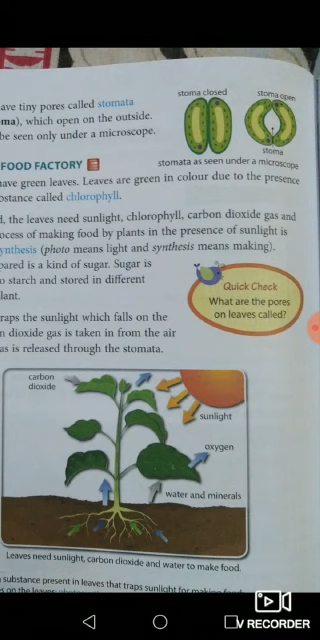 stoma closed
stoma open
ave tiny pores called stomata
ma), which open on the outside.
be seen only under a microscope.
stoma
stomata as seen under a microscope
FOOD FACTORY
have green leaves. Leaves are green in colour due to the presence
bstance called chlorophyll.
d, the leaves need sunlight, chlorophyll, carbon dioxide gas and
ocess of making food by plants in the presence of sunlight is
ynthesis (photo means light and synthesis means making).
pared is a kind of sugar. Sugar is
o starch and stored in different
lant.
Quick Check
What are the pores
on leaves called?
raps the sunlight which falls on the
n dioxide gas is taken in from the air
as is released through the stomata.
carbon
dioxide
sunlight
oxygen
water and minerals
Leaves need sunlight, carbon dioxide and water to make food.
substance present in leaves that traps sunlight for making
s on the leaves:
V RECORDER